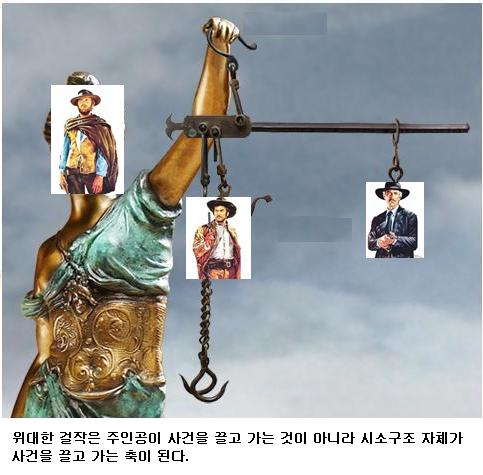 위대한 걸작은 주인공이 사건을 끌고 가는 것이 아니라 시소구조 자체가
사건을 끌고 가는 축이 된다.